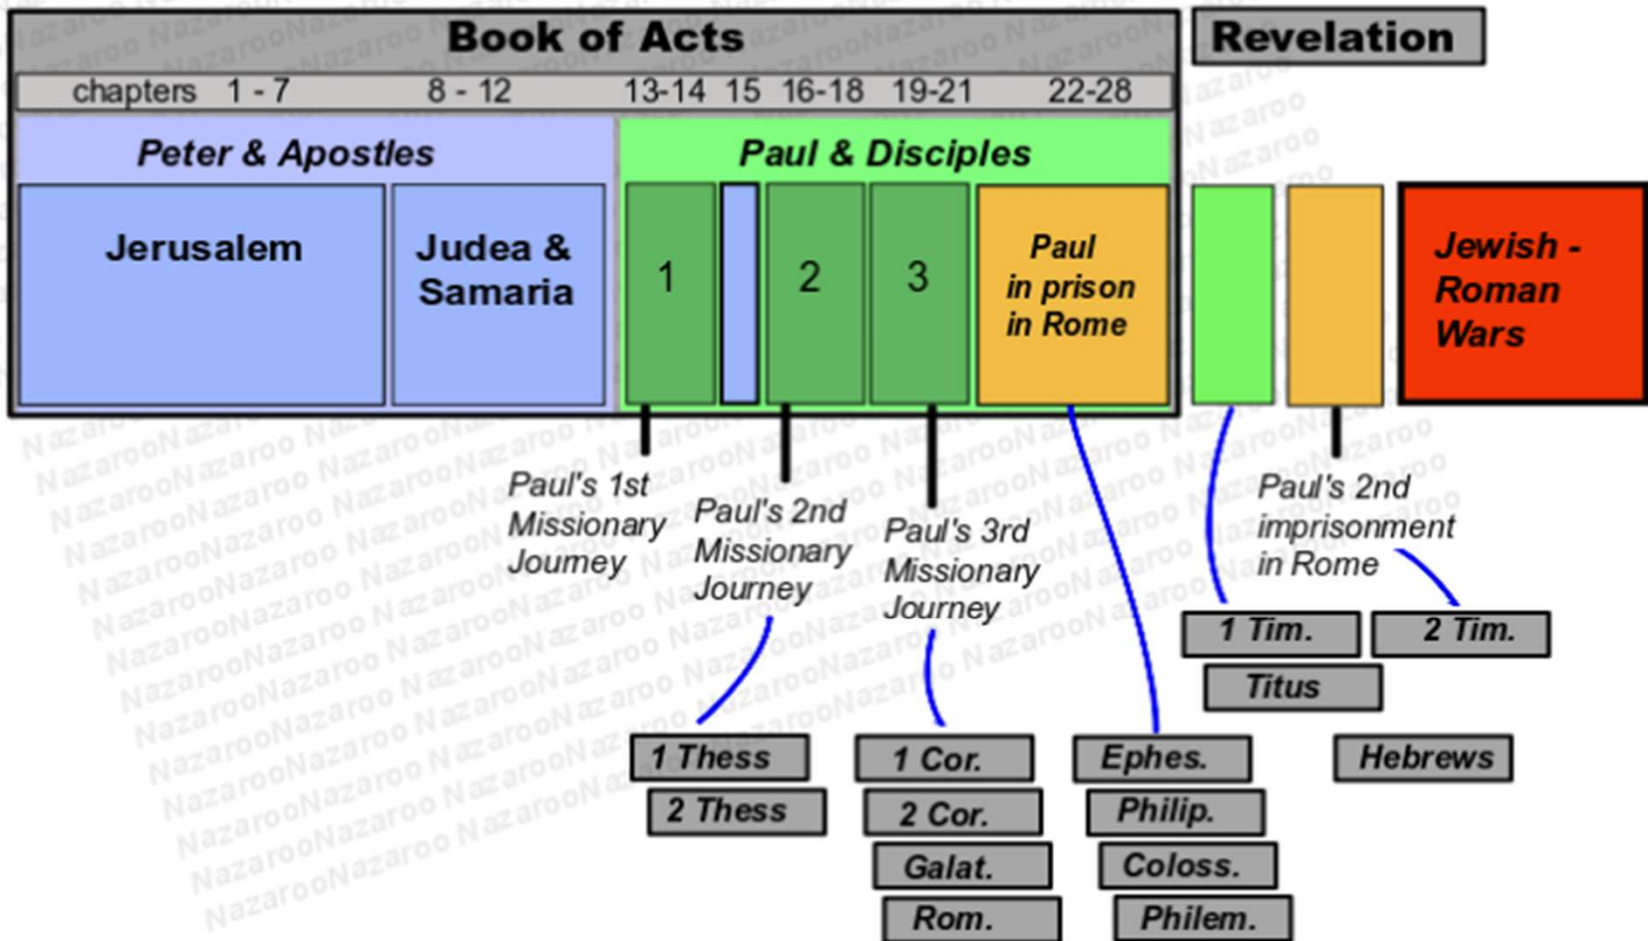 Book of Acts
Revelation
chapters 1 - 7 8 - 12 13-14 15 16-18 19-21 22-28
Peter & Apostles
Paul & Disciples
Jerusalem
Judea &
Samaria
1
2
3
Paul
in prison
in Rome
Jewish -
Roman
Wars
Paul's 1st
Missionary
Journey
Paul's 2nd
Missionary
Journey
Paul's 3rd
Missionary
Journey
Paul's 2nd
imprisonment
in Rome
1 Tim.
2 Tim.
Titus
1 Thess
2 Thess
1 Cor.
2 Cor.
Galat.
Rom.
Ephes.
Philip.
Coloss.
Philem.
Hebrews
Nazaroo